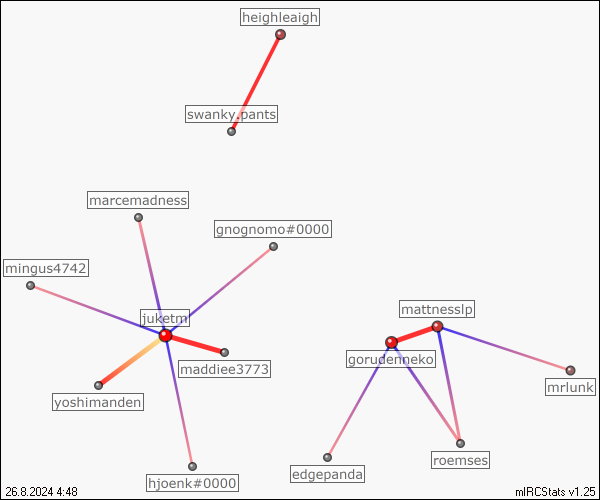 heighleaigh
swanky.pants
marcemadness
gnognomo#0000
mingus4742
mattnesslp
juketm
gorudenneko
maddiee3773
mrlunk
yoshimanden
roemses
edgepanda
hjoenk#0000
26.8.2024 4:48
mIRCStats v1.25